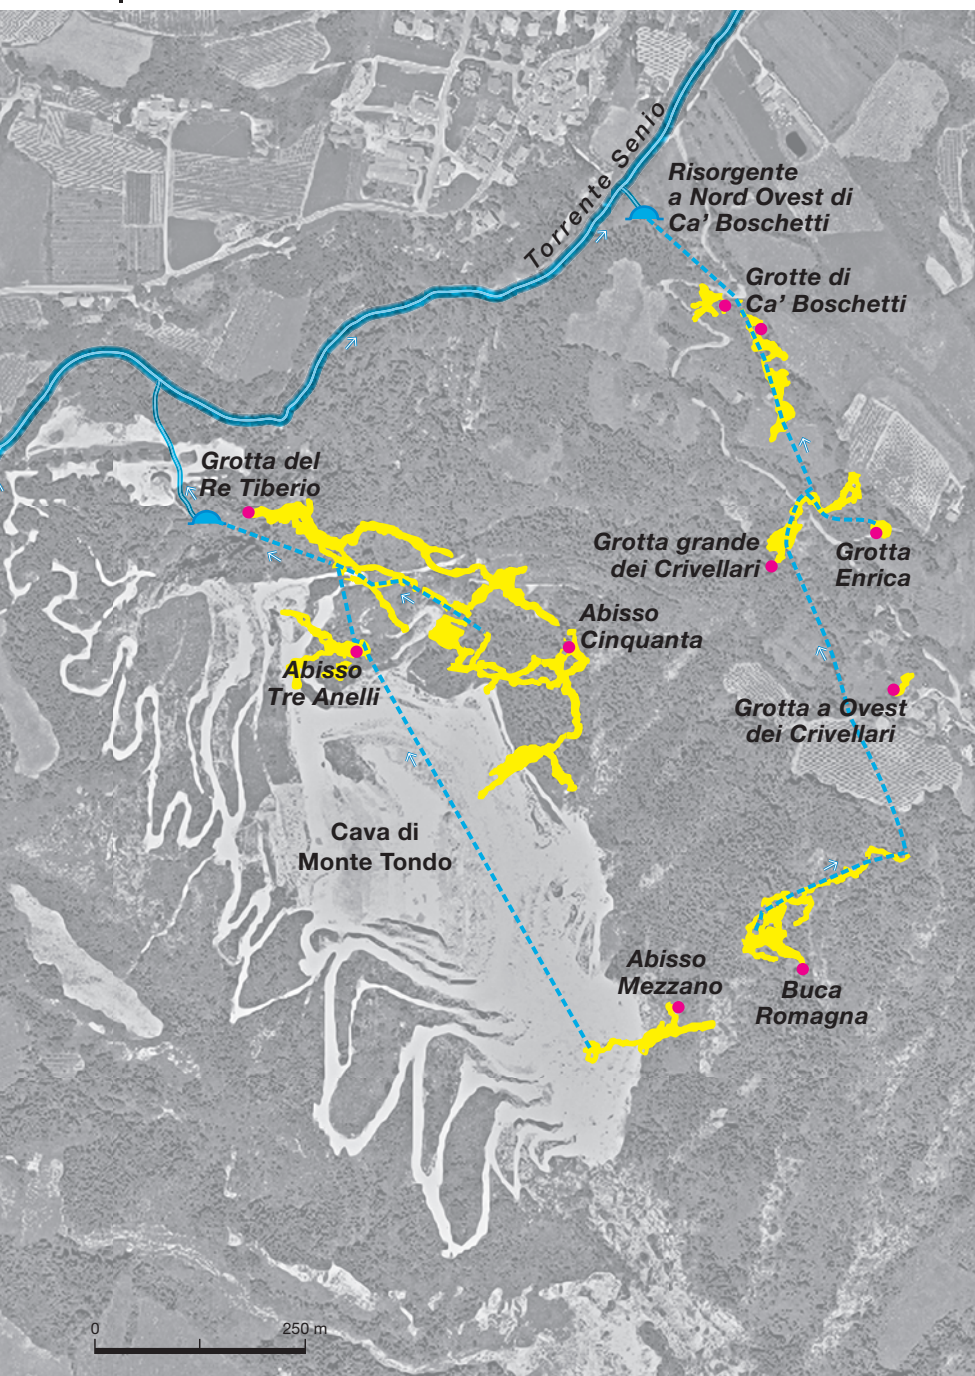 Torrente Senio
Risorgente
a Nord Ovest di
Ca' Boschetti
Grotte di
Ca' Boschetti
Grotta del
Re Tiberio
Grotta grande
dei Crivellari
Grotta
Enrica
Abisso
Cinquanta
Abisso
Tre Anelli
Grotta a Ovest
dei Crivellari
Cava di
Monte Tondo
Abisso
Mezzano
Buca
Romagna
0 250 m